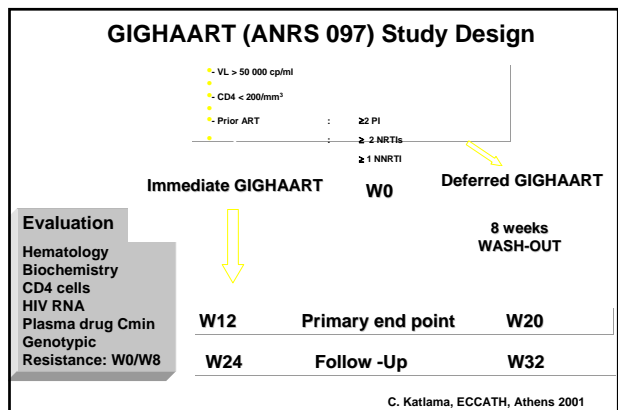 GIGHAART (ANRS 097) Study Design
- VL > 50 000 cp/ml
- CD4 < 200/mm³
- Prior ART : ≥2 PI
: ≥ 2 NRTIs
≥ 1 NNRTI
Immediate GIGHAART W0 Deferred GIGHAART
8 weeks
WASH-OUT
Evaluation
Hematology
Biochemistry
CD4 cells
HIV RNA
Plasma drug Cmin
Genotypic
Resistance: W0/W8
W12 Primary end point W20
W24 Follow -Up W32
C. Katlama, ECCATH, Athens 2001